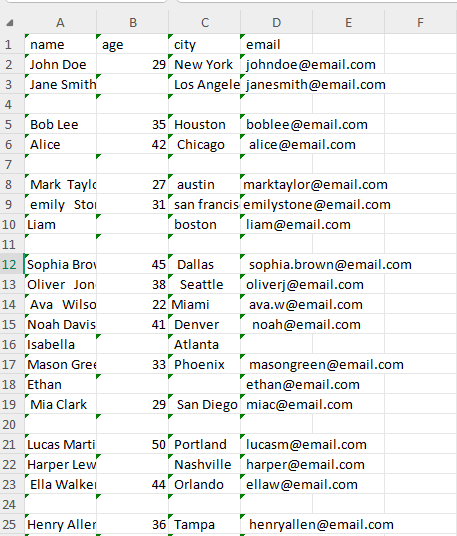 A B C D E F
1 name age city email
2 John Doe 29 New York johndoe@email.com
3 Jane Smith Los Angele janesmith@email.com
4
5 Bob Lee 35 Houston boblee@email.com
6 Alice 42 Chicago alice@email.com
7
8 Mark Taylo 27 austin marktaylor@email.com
9 emily Stor 31 san francis emilystone@email.com
10 Liam boston liam@email.com
11
12 Sophia Brow 45 Dallas sophia.brown@email.com
13 Oliver Jon 38 Seattle oliverj@email.com
14 Ava Wilso 22 Miami ava.w@email.com
15 Noah Davis 41 Denver noah@email.com
16 Isabella Atlanta
17 Mason Gree 33 Phoenix masongreen@email.com
18 Ethan ethan@email.com
19 Mia Clark 29 San Diego miac@email.com
20
21 Lucas Marti 50 Portland lucasm@email.com
22 Harper Lew Nashville harper@email.com
23 Ella Walker 44 Orlando ellaw@email.com
24
25 Henry Aller 36 Tampa henryallen@email.com